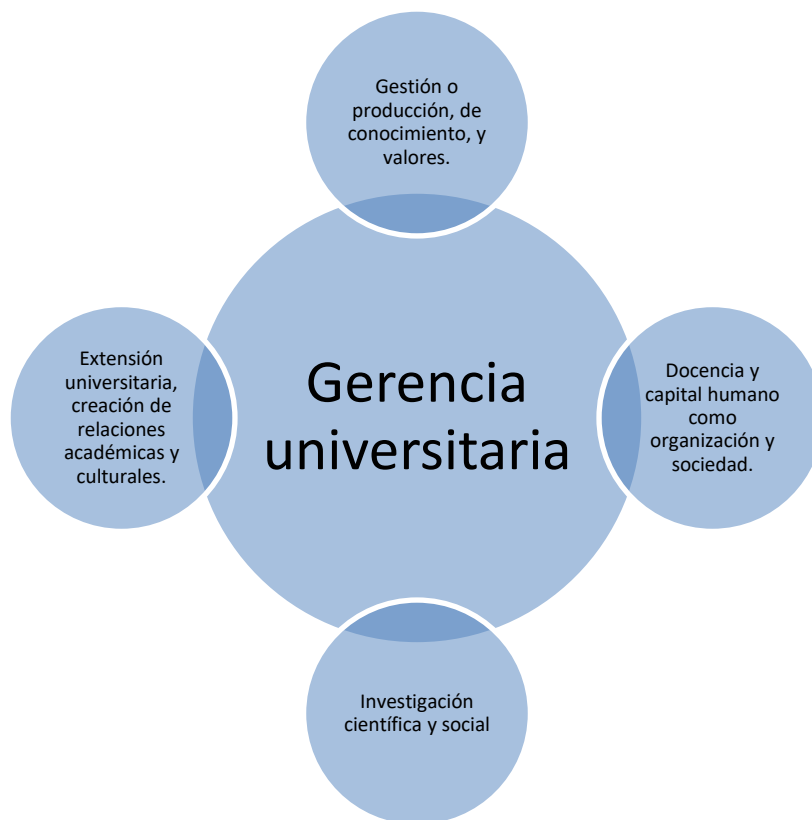 Gestión o
producción, de
conocimiento, y
valores.
Extensión
universitaria,
creación de
relaciones
académicas y
culturales.
Gerencia
universitaria
Docencia y
capital humano
como
organización y
sociedad.
Investigación
científica y social